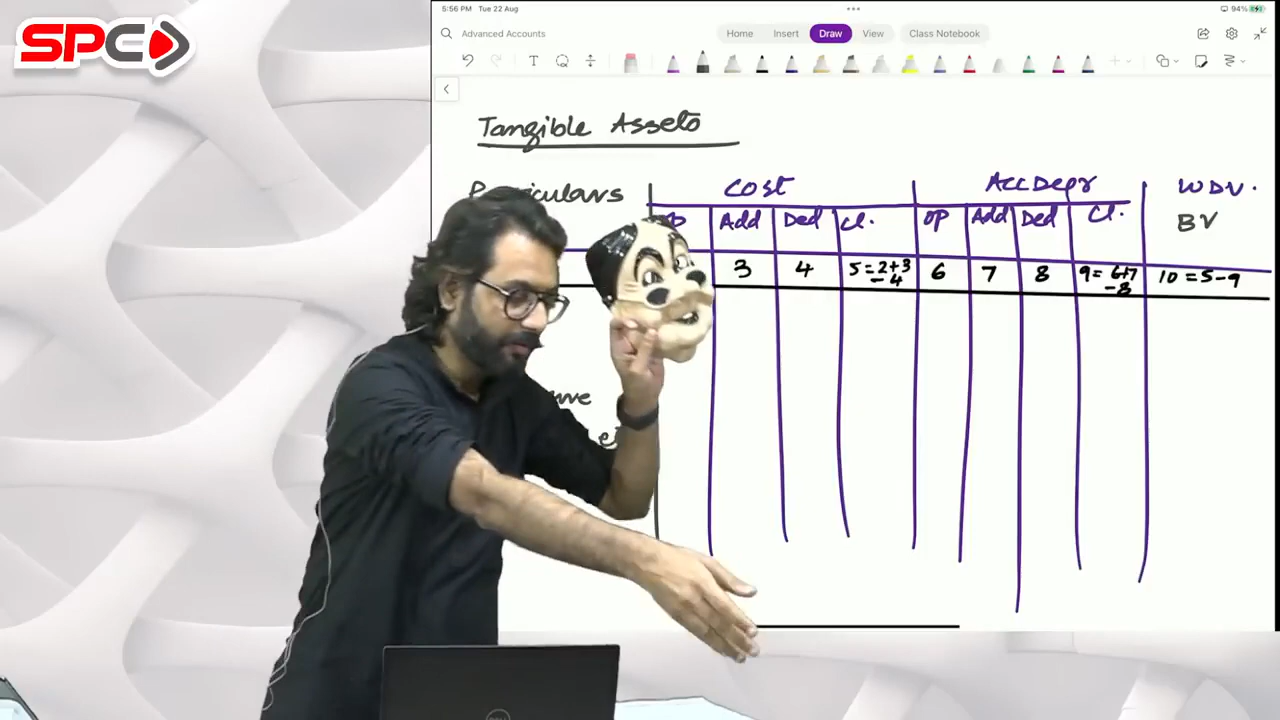 SPC
5:56 PM Tue 22 Aug
94%
Advanced Accounts
Home Insert Draw View Class Notebook
Tangible Assets
Cost Acc Depr WDV.
Add Ded Cl. OP Add Ded Cl. BV
3 4 5=2+3-4 6 7 8 9=6+7-8 10=5-9
DELL